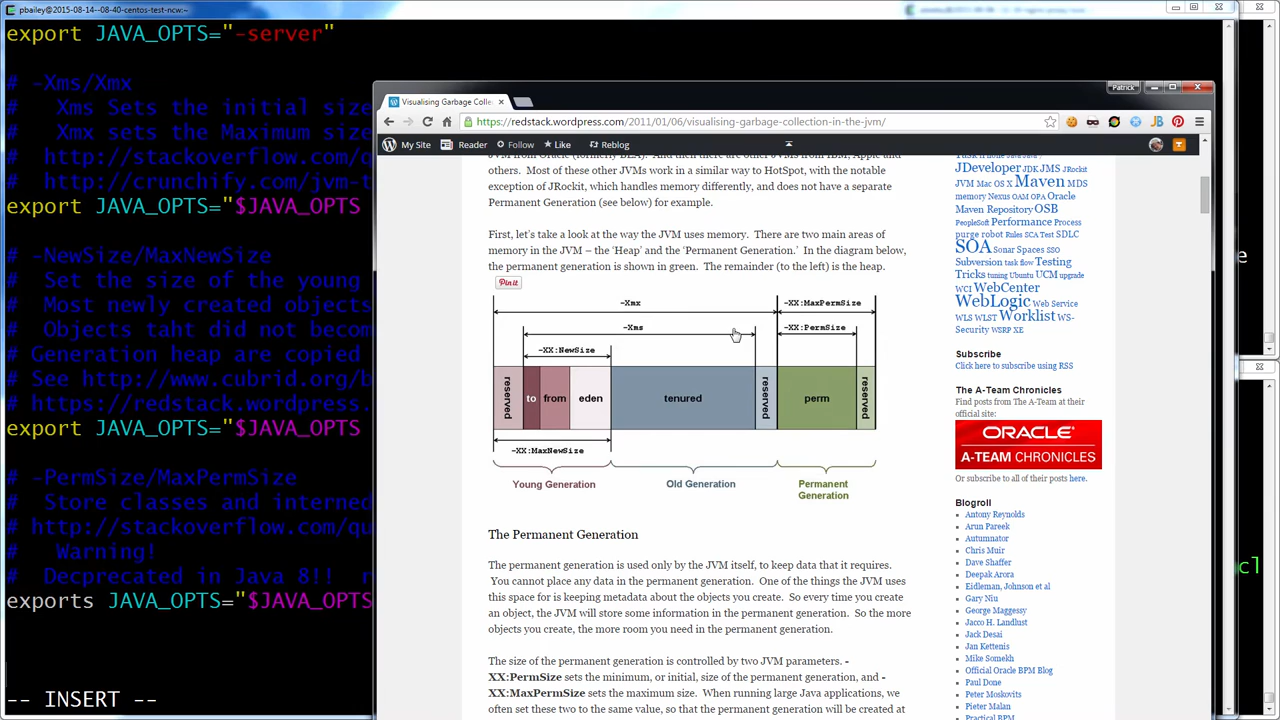 pbailey@2015-08-14--08-40-centos-test-ncw:~
export JAVA_OPTS="-server"
# -Xms/Xmx
#   Xms Sets the initial size
#   Xmx sets the Maximum size
#   http://stackoverflow.com/q
#   http://crunchify.com/jvm-t
export JAVA_OPTS="$JAVA_OPTS
# -NewSize/MaxNewSize
#   Set the size of the young
#   Most newly created objects
#   Objects taht did not becom
# Generation heap are copied
# See http://www.cubrid.org/b
# https://redstack.wordpress.
export JAVA_OPTS="$JAVA_OPTS
# -PermSize/MaxPermSize
#   Store classes and interned
# http://stackoverflow.com/qu
#   Warning!
#   Decprecated in Java 8!!  r
exports JAVA_OPTS="$JAVA_OPTS
-- INSERT --
Patrick
Visualising Garbage Colle
https://redstack.wordpress.com/2011/01/06/visualising-garbage-collection-in-the-jvm/
My Site Reader Follow Like Reblog
JVM from Oracle (formerly BEA). And then there are other JVMs from IBM, Apple and
others. Most of these other JVMs work in a similar way to HotSpot, with the notable
exception of JRockit, which handles memory differently, and does not have a separate
Permanent Generation (see below) for example.
First, let's take a look at the way the JVM uses memory. There are two main areas of
memory in the JVM – the 'Heap' and the 'Permanent Generation.' In the diagram below,
the permanent generation is shown in green. The remainder (to the left) is the heap.
Pin it
-Xmx
-XX:MaxPermSize
-Xms
-XX:PermSize
-XX:NewSize
reserved to from eden tenured reserved perm reserved
-XX:MaxNewSize
Young Generation
Old Generation
Permanent
Generation
The Permanent Generation
The permanent generation is used only by the JVM itself, to keep data that it requires.
You cannot place any data in the permanent generation. One of the things the JVM uses
this space for is keeping metadata about the objects you create. So every time you create
an object, the JVM will store some information in the permanent generation. So the more
objects you create, the more room you need in the permanent generation.
The size of the permanent generation is controlled by two JVM parameters. -
XX:PermSize sets the minimum, or initial, size of the permanent generation, and -
XX:MaxPermSize sets the maximum size. When running large Java applications, we
often set these two to the same value, so that the permanent generation will be created at
JDeveloper JDK JMS JRockit
JVM Mac OS X Maven MDS
memory Nexus OAM OPA Oracle
Maven Repository OSB
PeopleSoft Performance Process
purge robot Rules SCA Test SDLC
SOA Sonar Spaces SSO
Subversion task flow Testing
Tricks tuning Ubuntu UCM upgrade
WCI WebCenter
WebLogic Web Service
WLS WLST Worklist WS-
Security WSRP XE
Subscribe
Click here to subscribe using RSS
The A-Team Chronicles
Find posts from The A-Team at their
official site:
ORACLE
A-TEAM CHRONICLES
Or subscribe to all of their posts here.
Blogroll
Antony Reynolds
Arun Pareek
Autumnator
Chris Muir
Dave Shaffer
Deepak Arora
Eidleman, Johnson et al
Gary Niu
George Maggessy
Jacco H. Landlust
Jack Desai
Jan Kettenis
Mike Somekh
Official Oracle BPM Blog
Paul Done
Peter Moskovits
Pieter Malan
Practical BPM
e
cl